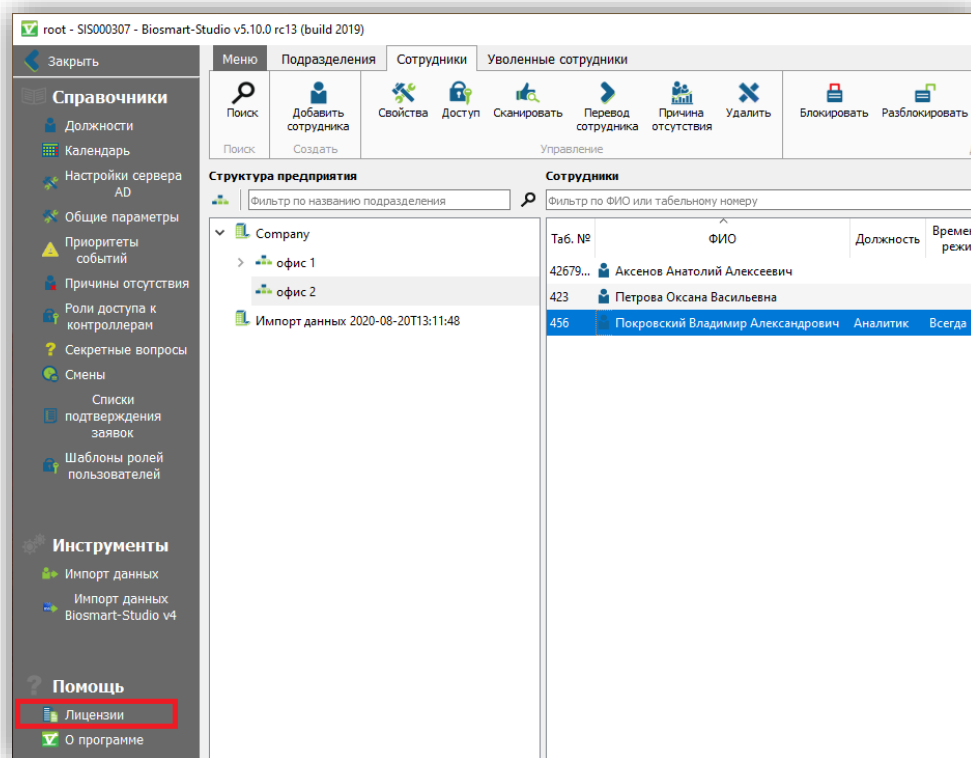 root - SIS000307 - Biosmart-Studio v5.10.0 rc13 (build 2019)
Закрыть
Справочники
Должности
Календарь
Настройки сервера
AD
Общие параметры
Приоритеты
событий
Причины отсутствия
Роли доступа к
контроллерам
Секретные вопросы
Смены
Списки
подтверждения
заявок
Шаблоны ролей
пользователей
Инструменты
Импорт данных
Импорт данных
Biosmart-Studio v4
Помощь
Лицензии
О программе
Меню Подразделения Сотрудники Уволенные сотрудники
Поиск Добавить
сотрудника Свойства Доступ Сканировать Перевод
сотрудника Причина
отсутствия Удалить Блокировать Разблокировать
Поиск Создать Управление
Структура предприятия
Фильтр по названию подразделения
Company
офис 1
офис 2
Импорт данных 2020-08-20T13:11:48
Сотрудники
Фильтр по ФИО или табельному номеру
Таб. № ФИО Должность
42679... Аксенов Анатолий Алексеевич
423 Петрова Оксана Васильевна
456 Покровский Владимир Александрович Аналитик Всегда